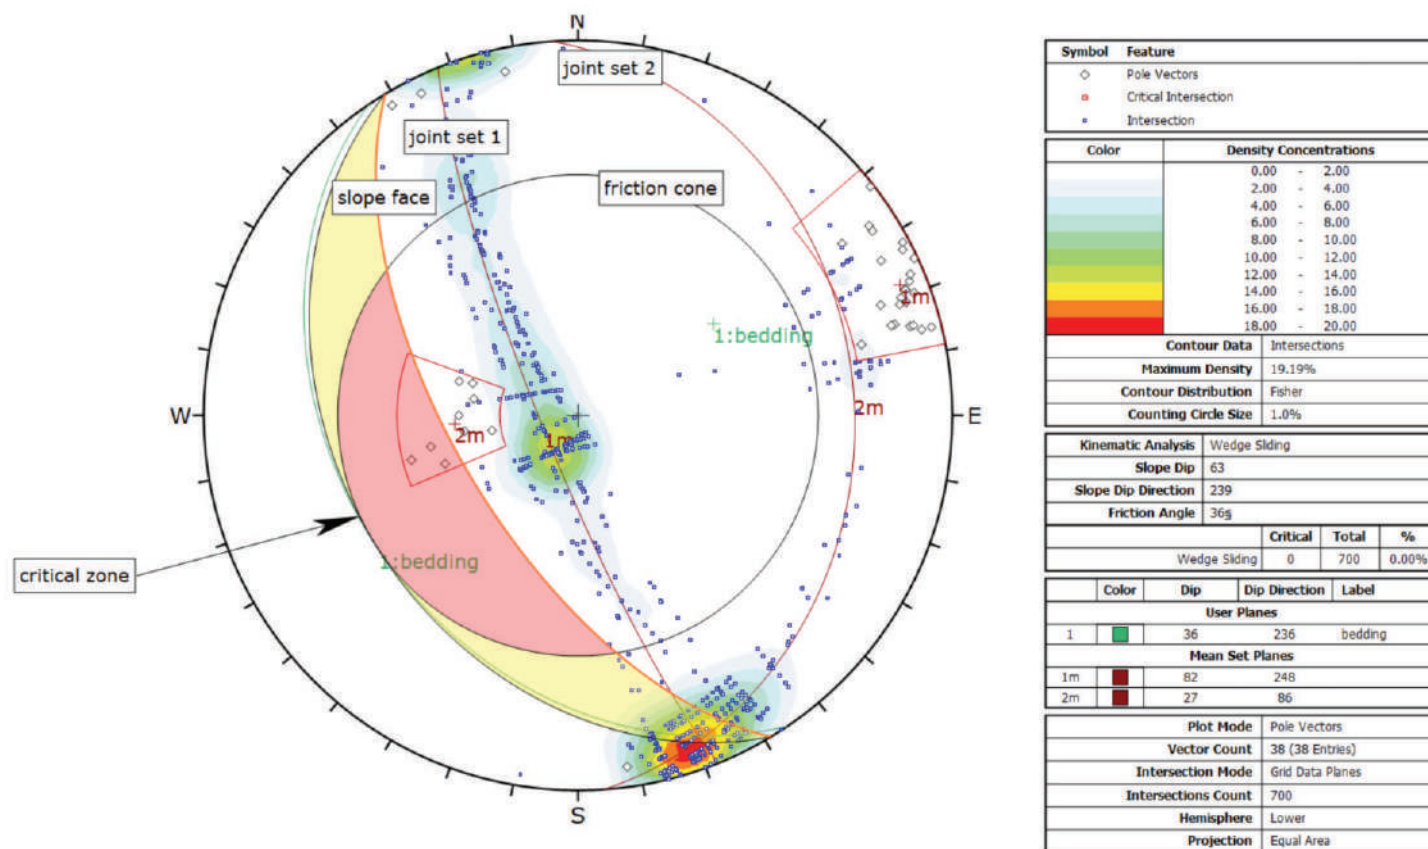 N
joint set 2
joint set 1
slope face
friction cone
1m
1:bedding
W
E
2m
2m
1m
1:bedding
critical zone
S
Symbol Feature
Pole Vectors
Critical Intersection
Intersection
Color Density Concentrations
0.00 - 2.00
2.00 - 4.00
4.00 - 6.00
6.00 - 8.00
8.00 - 10.00
10.00 - 12.00
12.00 - 14.00
14.00 - 16.00
16.00 - 18.00
18.00 - 20.00
Contour Data Intersections
Maximum Density 19.19%
Contour Distribution Fisher
Counting Circle Size 1.0%
Kinematic Analysis Wedge Sliding
Slope Dip 63
Slope Dip Direction 239
Friction Angle 36s
Critical Total %
Wedge Sliding 0 700 0.00%
Color Dip Dip Direction Label
User Planes
1 36 236 bedding
Mean Set Planes
1m 82 248
2m 27 86
Plot Mode Pole Vectors
Vector Count 38 (38 Entries)
Intersection Mode Grid Data Planes
Intersections Count 700
Hemisphere Lower
Projection Equal Area